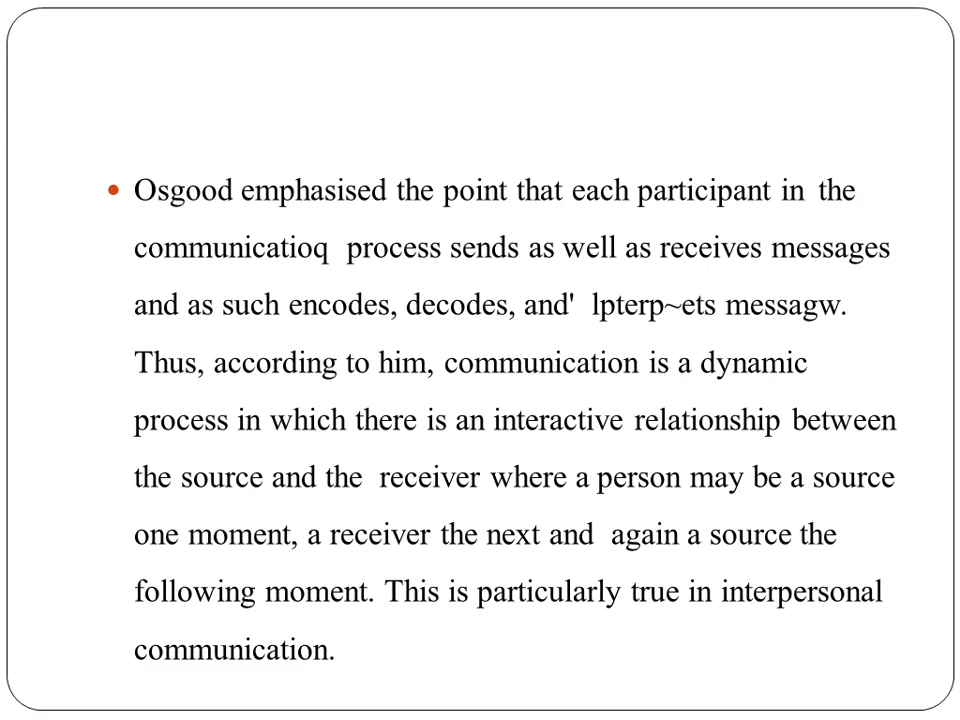 • Osgood emphasised the point that each participant in the
communicatioq process sends as well as receives messages
and as such encodes, decodes, and' lpterp~ets messagw.
Thus, according to him, communication is a dynamic
process in which there is an interactive relationship between
the source and the receiver where a person may be a source
one moment, a receiver the next and again a source the
following moment. This is particularly true in interpersonal
communication.